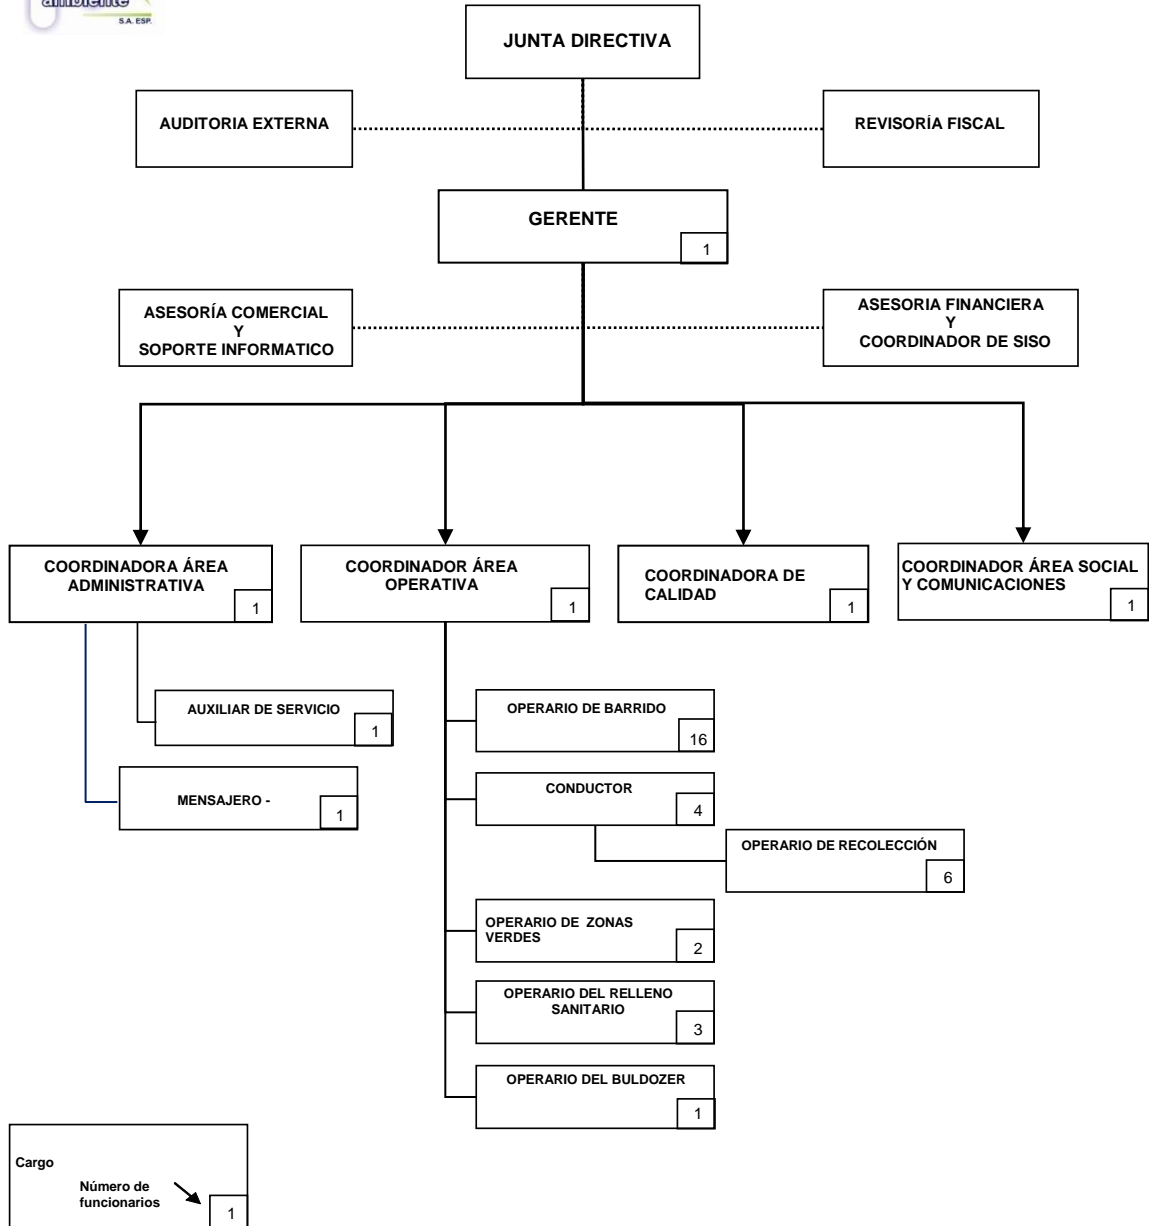 ambiente
S.A. ESP.
JUNTA DIRECTIVA
AUDITORIA EXTERNA
REVISORÍA FISCAL
GERENTE
1
ASESORÍA COMERCIAL
Y
SOPORTE INFORMATICO
ASESORIA FINANCIERA
Y
COORDINADOR DE SISO
COORDINADORA ÁREA
ADMINISTRATIVA
1
COORDINADOR ÁREA
OPERATIVA
1
COORDINADORA DE
CALIDAD
1
COORDINADOR ÁREA SOCIAL
Y COMUNICACIONES
1
AUXILIAR DE SERVICIO
1
MENSAJERO -
1
OPERARIO DE BARRIDO
16
CONDUCTOR
4
OPERARIO DE RECOLECCIÓN
6
OPERARIO DE ZONAS
VERDES
2
OPERARIO DEL RELLENO
SANITARIO
3
OPERARIO DEL BULDOZER
1
Cargo
Número de
funcionarios
1